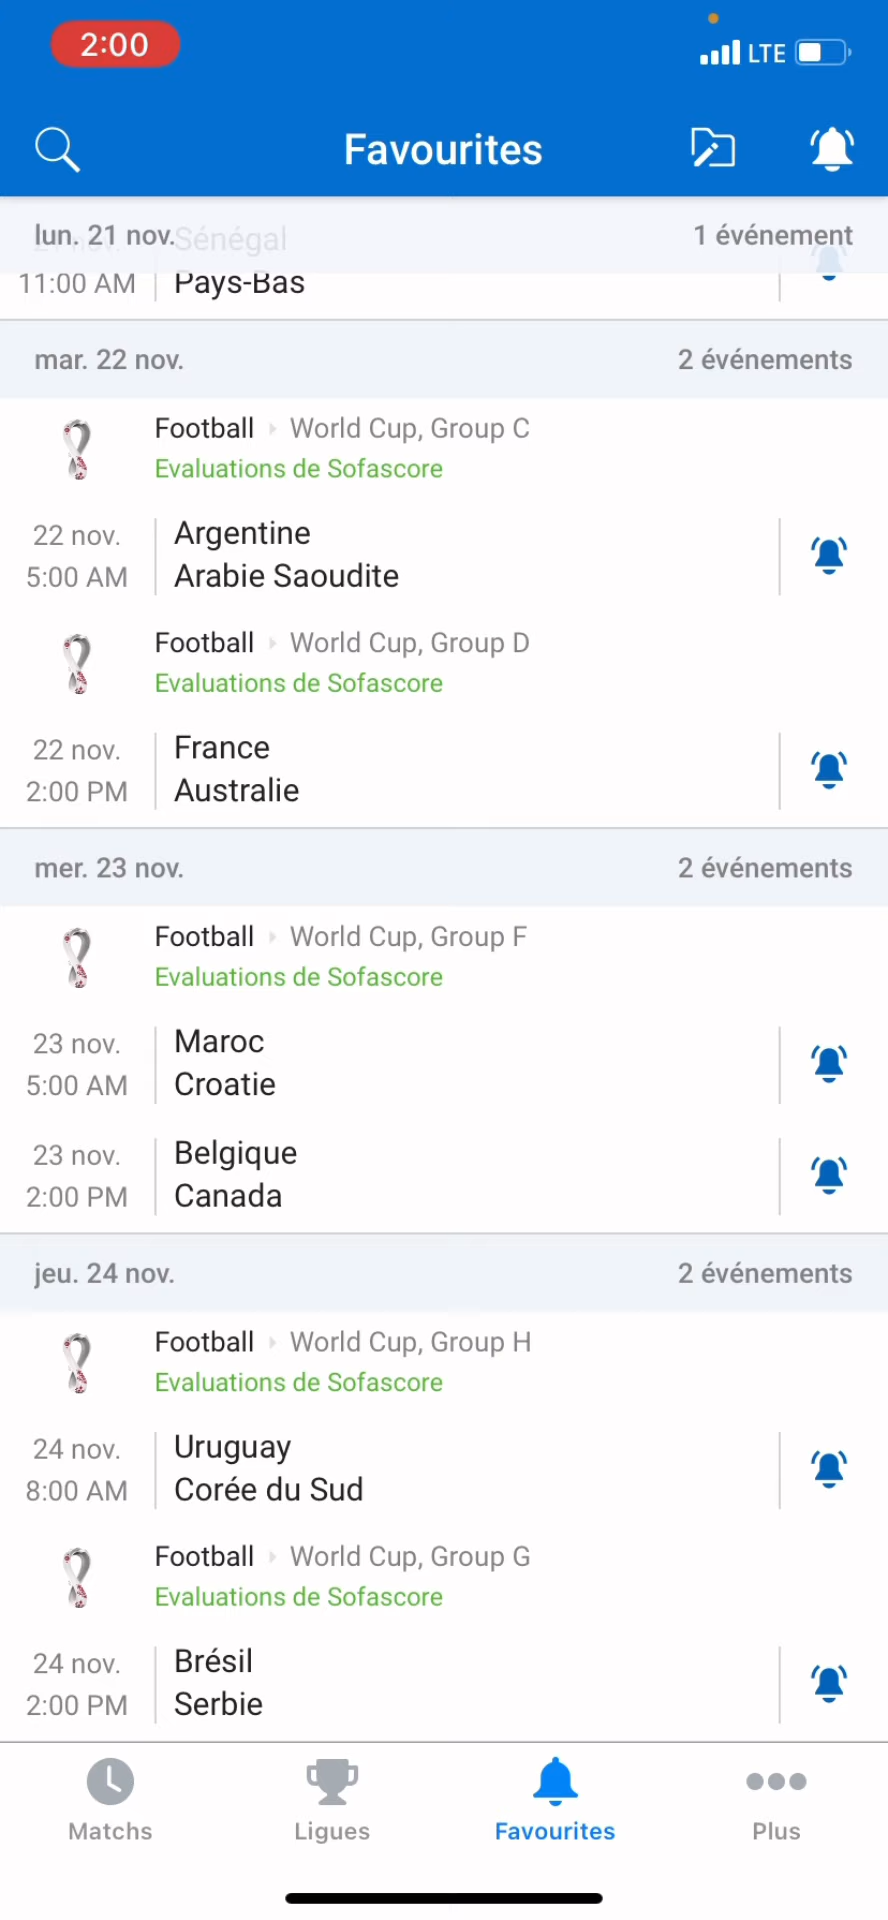 2:00
LTE
Favourites
lun. 21 nov.
1 événement
Sénégal
11:00 AM
Pays-Bas
mar. 22 nov.
2 événements
Football
World Cup, Group C
Evaluations de Sofascore
22 nov.
Argentine
5:00 AM
Arabie Saoudite
Football
World Cup, Group D
Evaluations de Sofascore
22 nov.
France
2:00 PM
Australie
mer. 23 nov.
2 événements
Football
World Cup, Group F
Evaluations de Sofascore
23 nov.
Maroc
5:00 AM
Croatie
23 nov.
Belgique
2:00 PM
Canada
jeu. 24 nov.
2 événements
Football
World Cup, Group H
Evaluations de Sofascore
24 nov.
Uruguay
8:00 AM
Corée du Sud
Football
World Cup, Group G
Evaluations de Sofascore
24 nov.
Brésil
2:00 PM
Serbie
Matchs
Ligues
Favourites
Plus